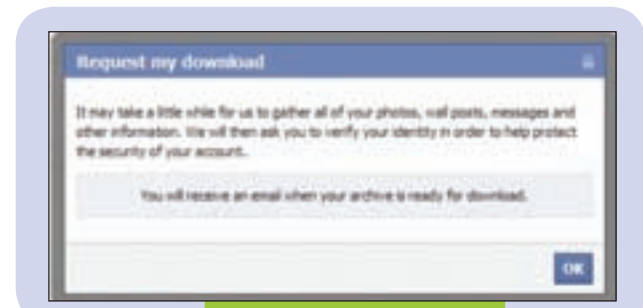 Request my download
It may take a little while for us to gather all of your photos, wall posts, messages and
other information. We will then ask you to verify your identity in order to help protect
the security of your account.
You will receive an email when your archive is ready for download.
OK